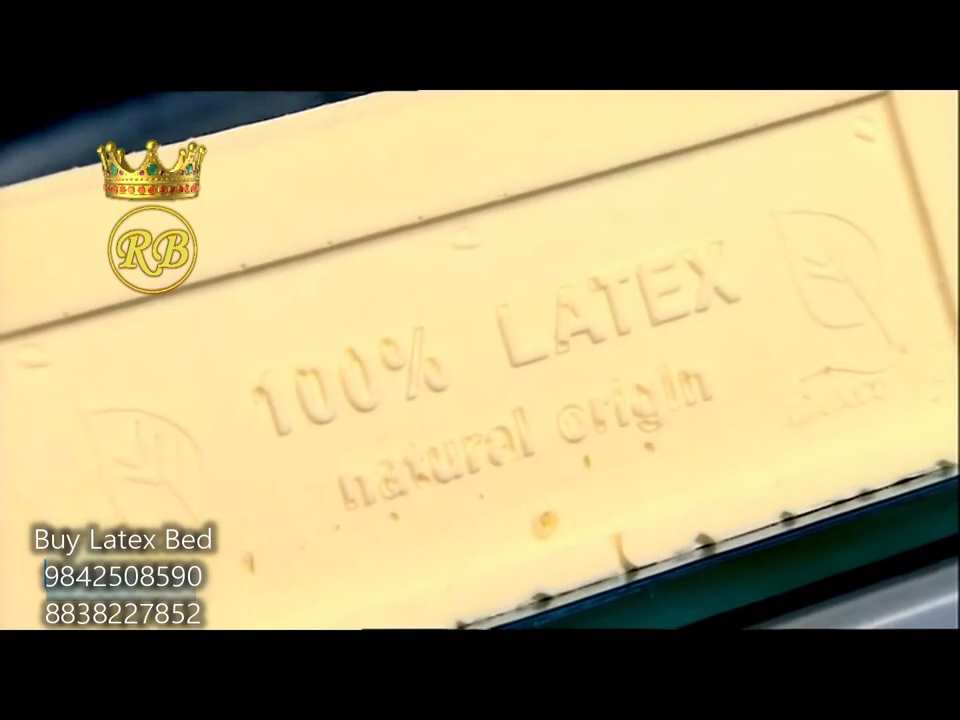 RB
100% LATEX
natural origin
Buy Latex Bed
9842508590
8838227852